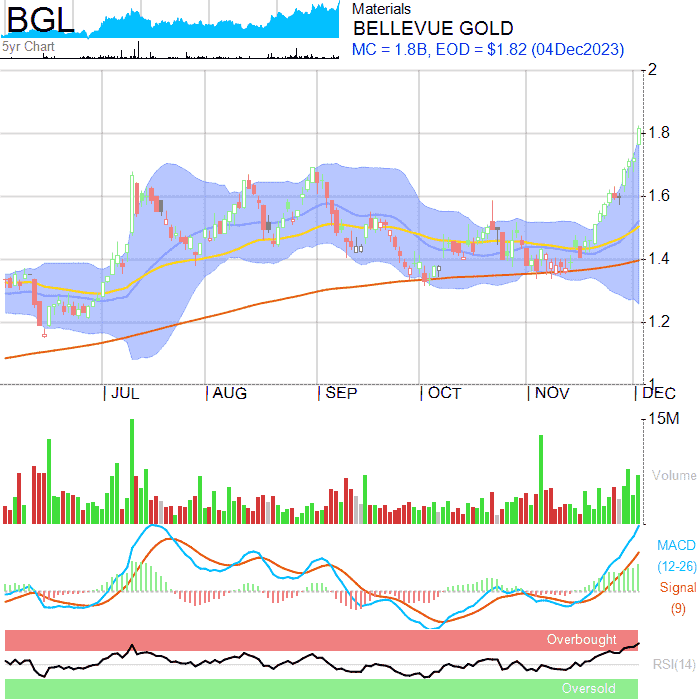 BGL
5yr Chart
Materials
BELLEVUE GOLD
MC = 1.8B, EOD = $1.82 (04Dec2023)
2
1.8
1.6
1.4
1.2
1
JUL
AUG
SEP
OCT
NOV
DEC
15M
Volume
MACD
(12-26)
Signal
(9)
Overbought
RSI(14)
Oversold